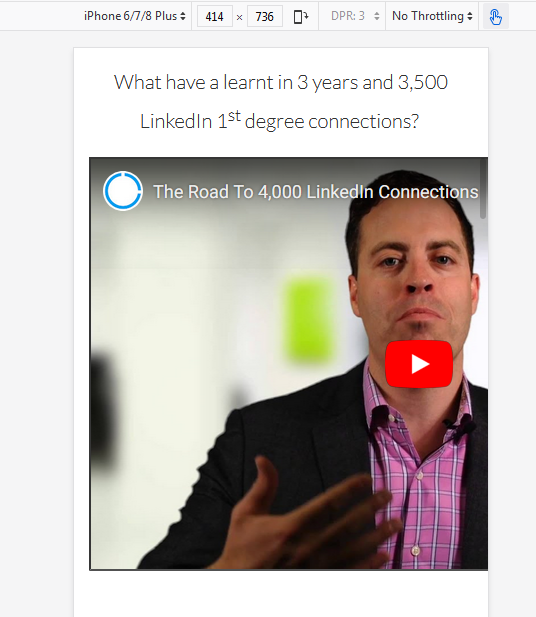 iPhone 6/7/8 Plus 414 × 736 DPR: 3 No Throttling
What have a learnt in 3 years and 3,500
LinkedIn 1st degree connections?
The Road To 4,000 LinkedIn Connections